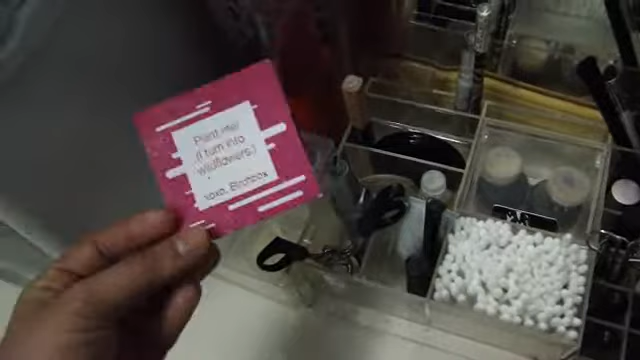 Plant me!
(I turn into
wildflowers.)
xoxo, Birchbox